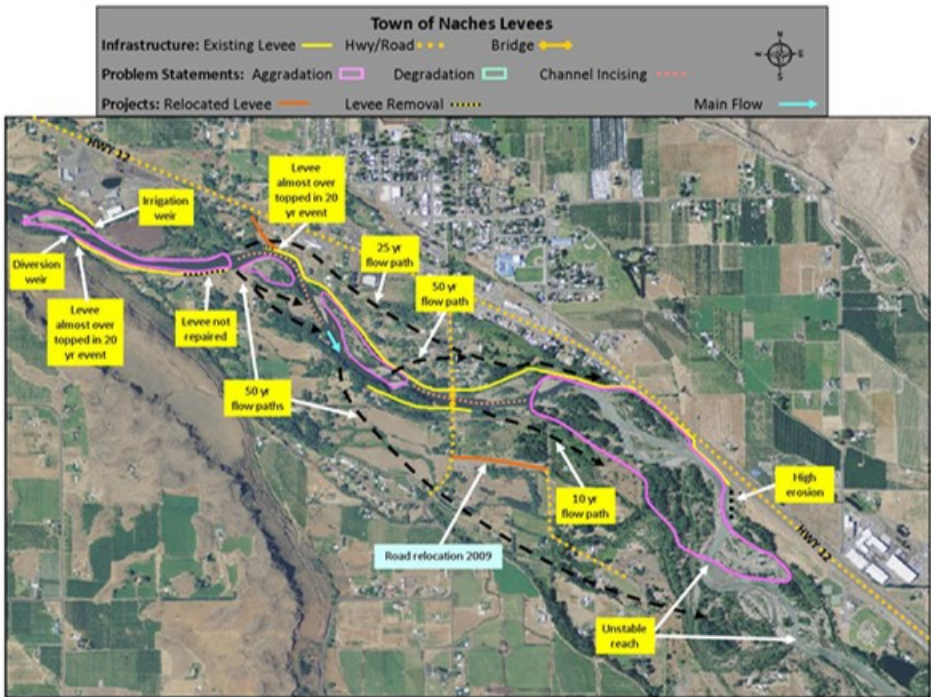 Town of Naches Levees
Infrastructure: Existing Levee Hwy/Road Bridge
Problem Statements: Aggradation Degradation Channel Incising
Projects: Relocated Levee Levee Removal Main Flow
N
W E
S
HWY 12
Levee
almost over
topped in 20
yr event
Irrigation
weir
25 yr
flow path
Diversion
weir
50 yr
flow path
Levee
almost over
topped in 20
yr event
Levee not
repaired
50 yr
flow paths
High
erosion
10 yr
flow path
HWY 12
Road relocation 2009
Unstable
reach